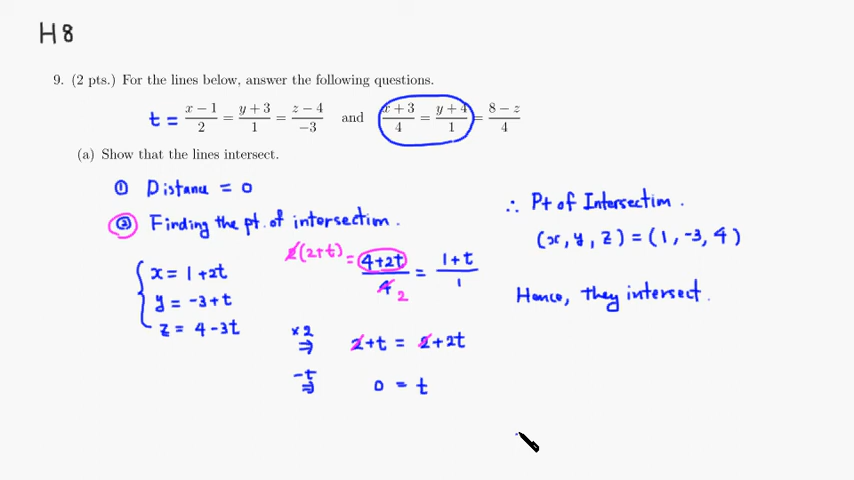 H8
9. (2 pts.) For the lines below, answer the following questions.
t = (x − 1)/2 = (y + 3)/1 = (z − 4)/−3 and (x + 3)/4 = (y + 4)/1 = (8 − z)/4
(a) Show that the lines intersect.
① Distance = 0
② Finding the pt. of intersection.
x = 1 + 2t
y = -3 + t
z = 4 - 3t
2(2+t) = (4+2t)/4 2 = (1+t)/1
×2 ⇒ 2 + t = 2 + 2t
-t ⇒ 0 = t
∴ Pt of Intersection.
(x, y, z) = (1, -3, 4)
Hence, they intersect.